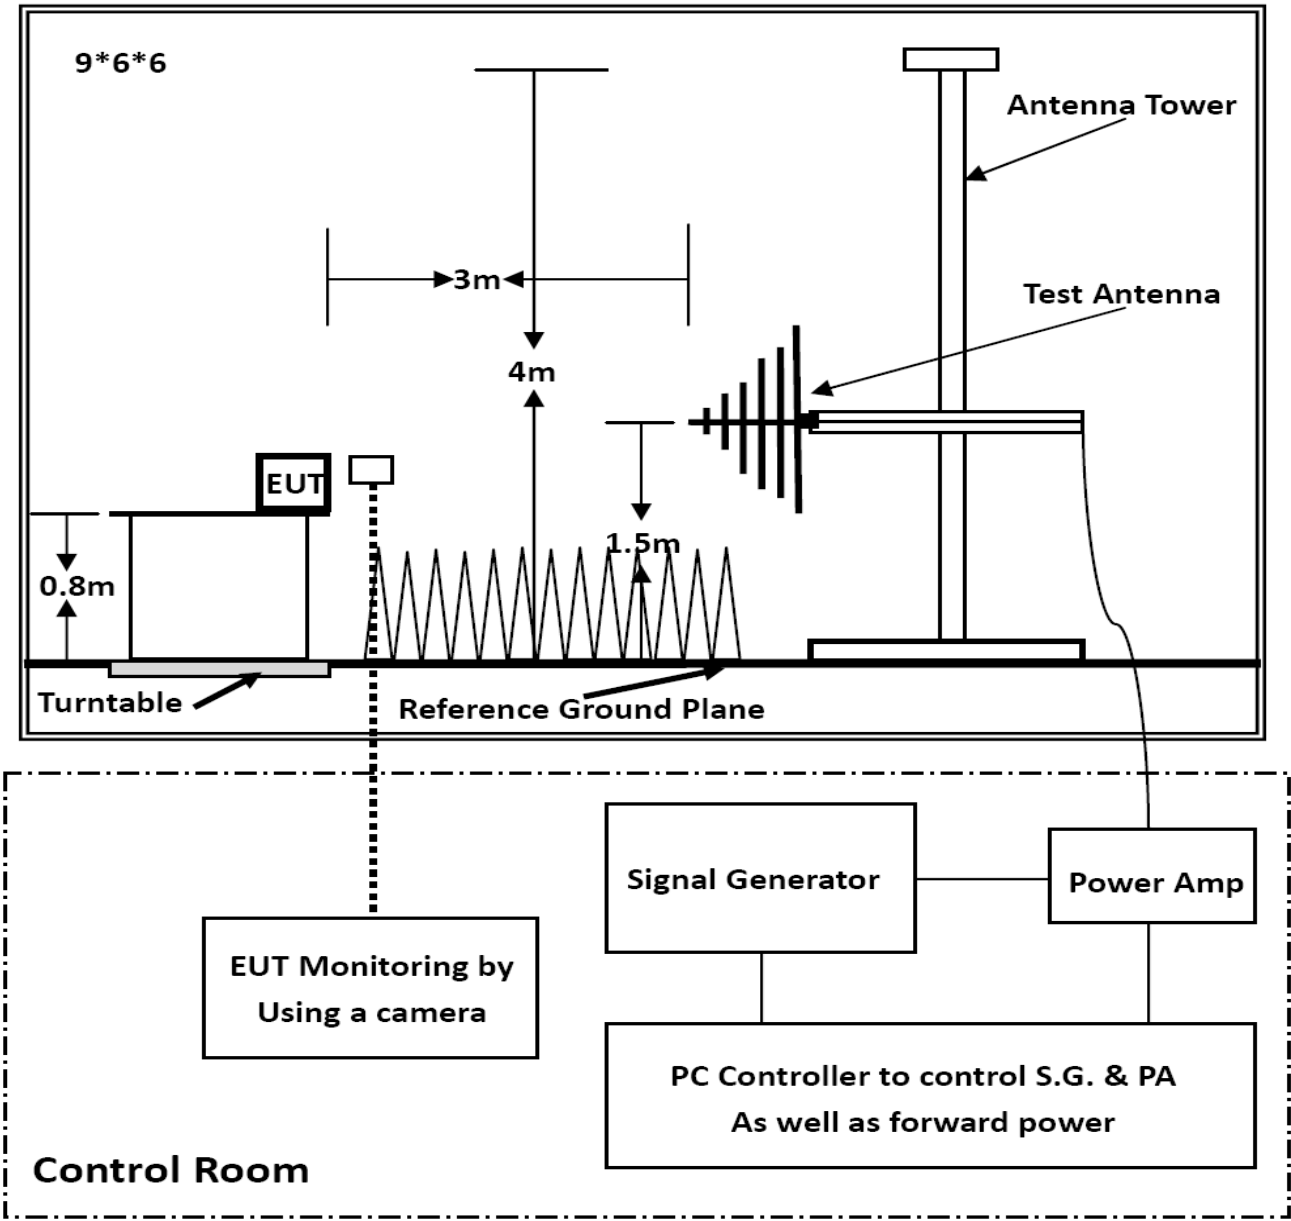 9*6*6
Antenna Tower
3m
Test Antenna
4m
EUT
1.5m
0.8m
Turntable
Reference Ground Plane
Signal Generator
Power Amp
EUT Monitoring by
Using a camera
PC Controller to control S.G. & PA
As well as forward power
Control Room